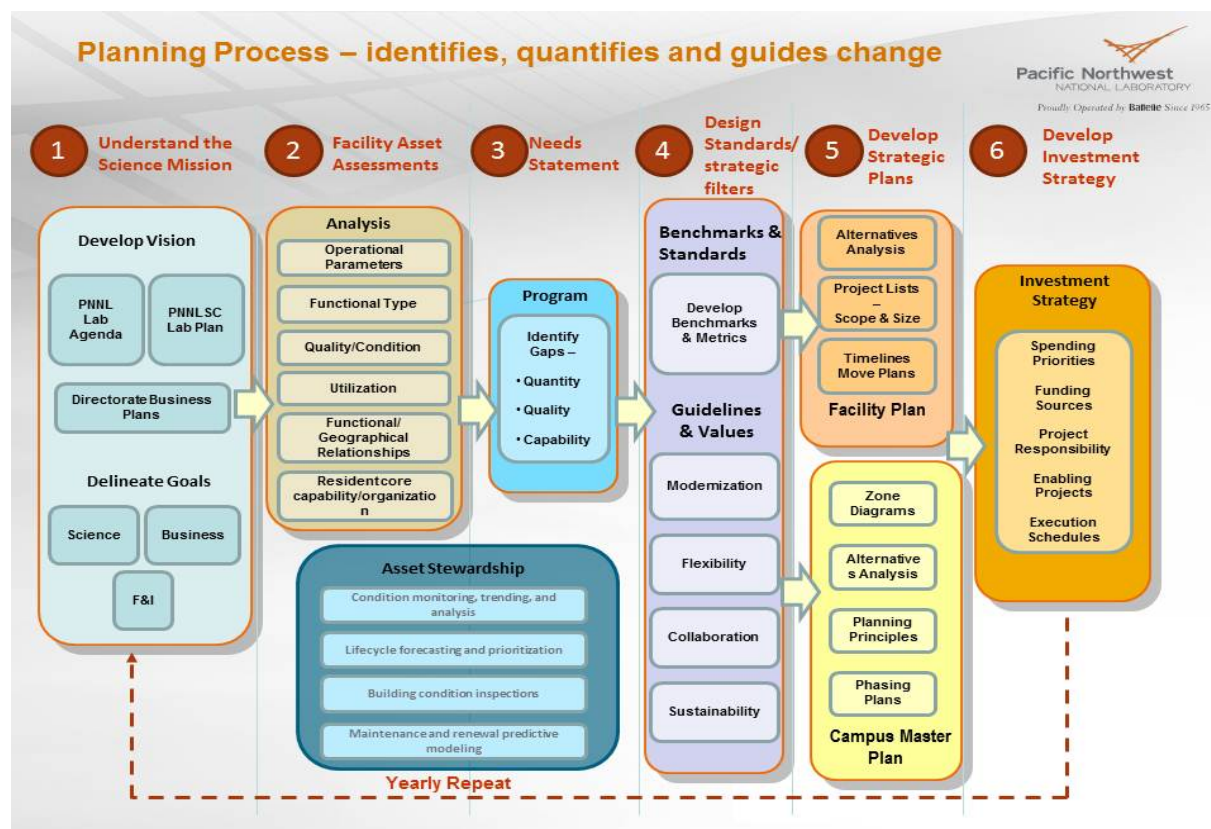 Planning Process – identifies, quantifies and guides change
Pacific Northwest
NATIONAL LABORATORY
Proudly Operated by Battelle Since 1965
1
Understand the
Science Mission
2
Facility Asset
Assessments
3
Needs
Statement
4
Design
Standards/
strategic
filters
5
Develop
Strategic
Plans
6
Develop
Investment
Strategy
Develop Vision
PNNL
Lab
Agenda
PNNL SC
Lab Plan
Directorate Business
Plans
Delineate Goals
Science
Business
F&I
Analysis
Operational
Parameters
Functional Type
Quality/Condition
Utilization
Functional/
Geographical
Relationships
Resident core
capability/organizatio
n
Asset Stewardship
Condition monitoring, trending, and
analysis
Lifecycle forecasting and prioritization
Building condition inspections
Maintenance and renewal predictive
modeling
Program
Identify
Gaps –
• Quantity
• Quality
• Capability
Benchmarks &
Standards
Develop
Benchmarks
& Metrics
Guidelines
& Values
Modernization
Flexibility
Collaboration
Sustainability
Alternatives
Analysis
Project Lists
–
Scope & Size
Timelines
Move Plans
Facility Plan
Zone
Diagrams
Alternative
s Analysis
Planning
Principles
Phasing
Plans
Campus Master
Plan
Investment
Strategy
Spending
Priorities
Funding
Sources
Project
Responsibility
Enabling
Projects
Execution
Schedules
Yearly Repeat